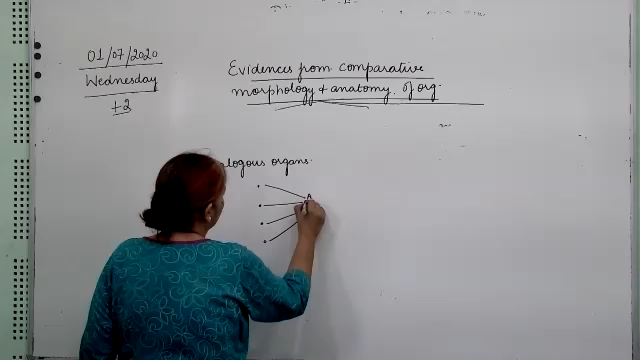 01/07/2020
Wednesday
+2
Evidences from comparative
morphology + anatomy of org.
logous organs.
A